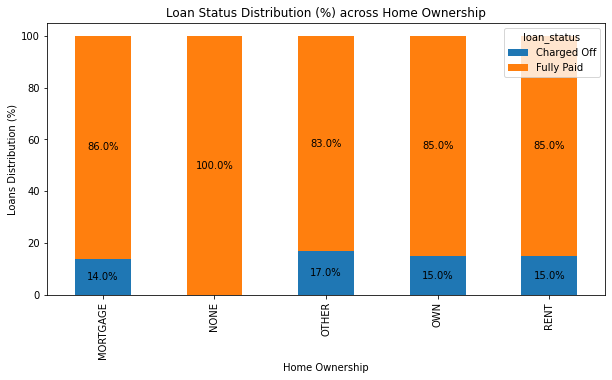 Loan Status Distribution (%) across Home Ownership
loan_status
Charged Off
Fully Paid
Loans Distribution (%)
100
80
60
40
20
0
86.0%
14.0%
100.0%
83.0%
17.0%
85.0%
15.0%
85.0%
15.0%
MORTGAGE
NONE
OTHER
OWN
RENT
Home Ownership